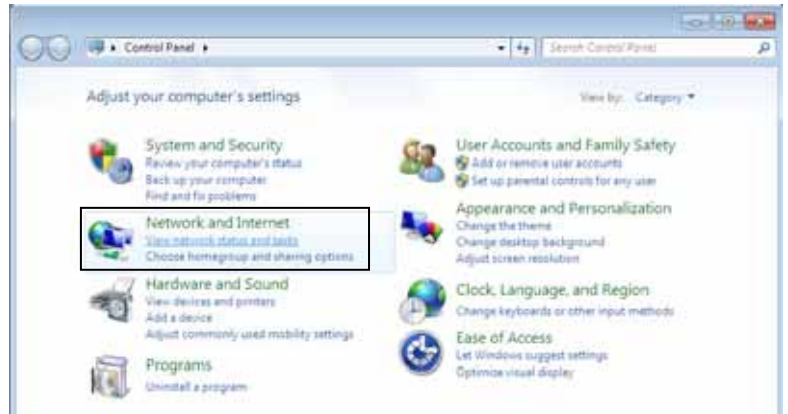 Control Panel
Search Control Panel
Adjust your computer's settings
View by: Category
System and Security
Review your computer's status
Back up your computer
Find and fix problems
Network and Internet
View network status and tasks
Choose homegroup and sharing options
Hardware and Sound
View devices and printers
Add a device
Adjust commonly used mobility settings
Programs
Uninstall a program
User Accounts and Family Safety
Add or remove user accounts
Set up parental controls for any user
Appearance and Personalization
Change the theme
Change desktop background
Adjust screen resolution
Clock, Language, and Region
Change keyboards or other input methods
Ease of Access
Let Windows suggest settings
Optimize visual display